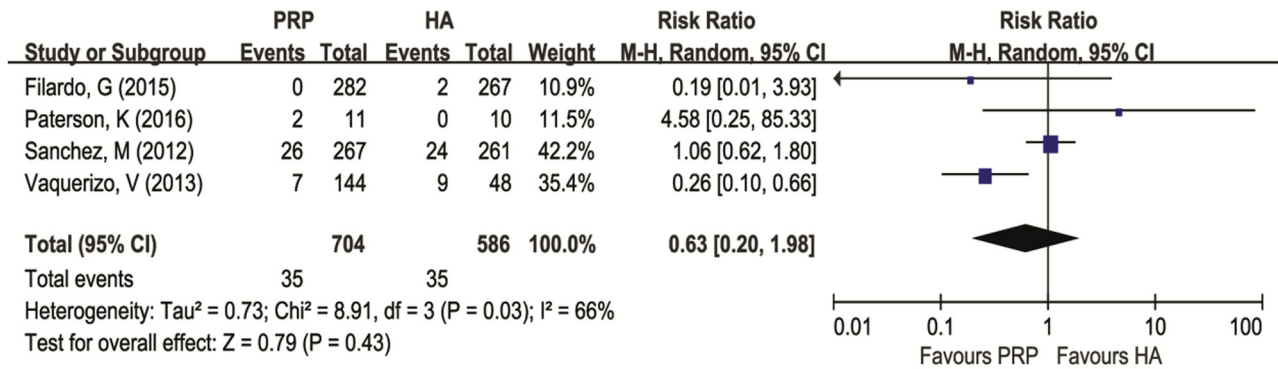 PRP HA Risk Ratio Risk Ratio
Study or Subgroup Events Total Events Total Weight M-H, Random, 95% CI M-H, Random, 95% CI
Filardo, G (2015) 0 282 2 267 10.9% 0.19 [0.01, 3.93]
Paterson, K (2016) 2 11 0 10 11.5% 4.58 [0.25, 85.33]
Sanchez, M (2012) 26 267 24 261 42.2% 1.06 [0.62, 1.80]
Vaquerizo, V (2013) 7 144 9 48 35.4% 0.26 [0.10, 0.66]
Total (95% CI) 704 586 100.0% 0.63 [0.20, 1.98]
Total events 35 35
Heterogeneity: Tau² = 0.73; Chi² = 8.91, df = 3 (P = 0.03); I² = 66%
Test for overall effect: Z = 0.79 (P = 0.43)
0.01 0.1 1 10 100
Favours PRP Favours HA